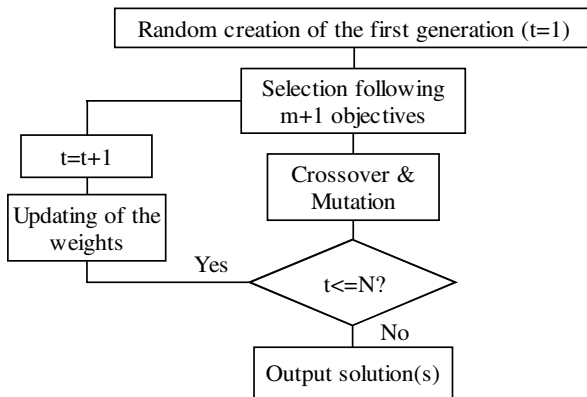 Random creation of the first generation (t=1)
Selection following
m+1 objectives
t=t+1
Crossover &
Mutation
Updating of the
weights
Yes
t<=N?
No
Output solution(s)